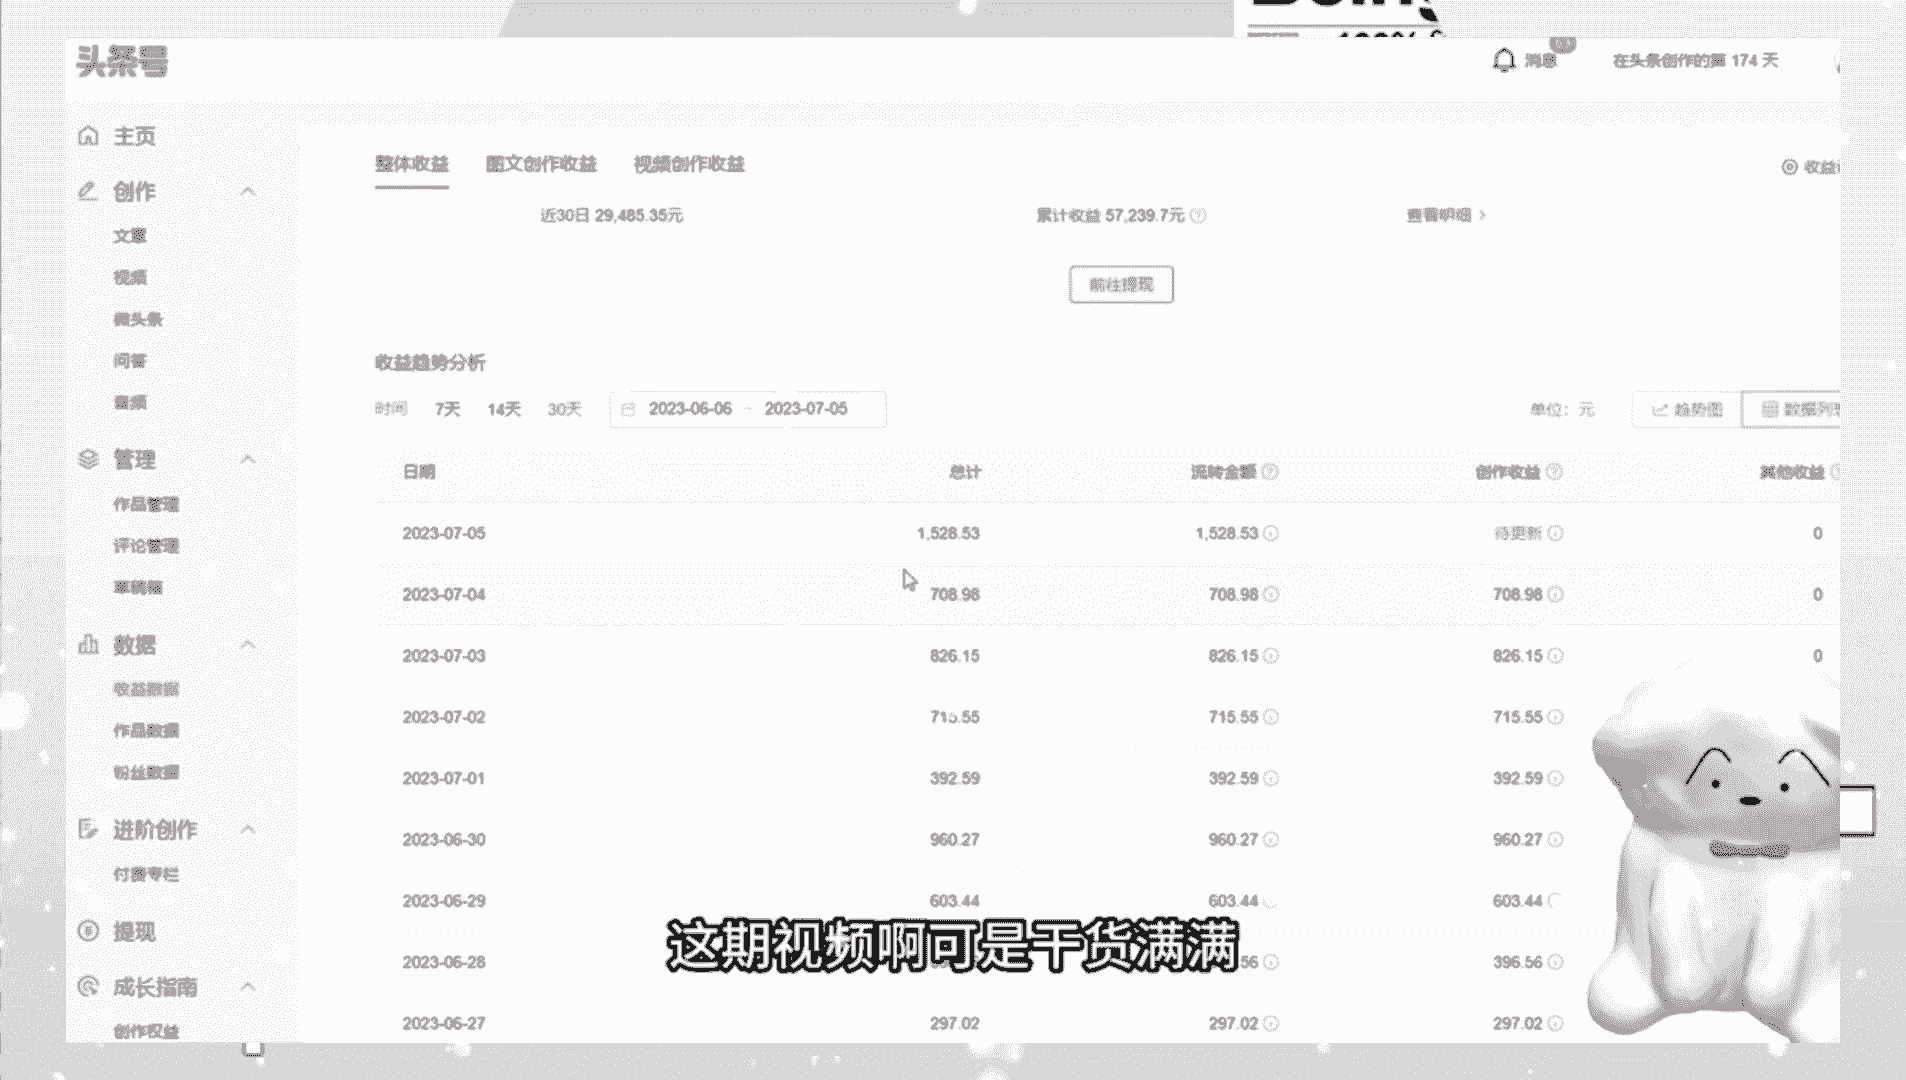 100%
头条号
消息
在头条创作的第 174 天
主页
创作
文章
视频
微头条
问答
音频
管理
作品管理
评论管理
草稿箱
数据
收益数据
作品数据
粉丝数据
进阶创作
付费专栏
提现
成长指南
创作权益
整体收益 图文创作收益 视频创作收益
收益
近30日 29,485.35元 累计收益 57,239.7元 查看明细
前往提现
收益趋势分析
时间 7天 14天 30天 2023-06-06 - 2023-07-05 单位：元 趋势图 数据列表
日期 总计 流转金额 创作收益 其他收益
2023-07-05 1,528.53 1,528.53 待更新 0
2023-07-04 708.98 708.98 708.98 0
2023-07-03 826.15 826.15 826.15 0
2023-07-02 715.55 715.55 715.55
2023-07-01 392.59 392.59 392.59
2023-06-30 960.27 960.27 960.27
2023-06-29 603.44 603.44 603.44
2023-06-28 56 396.56
2023-06-27 297.02 297.02 297.02
这期视频啊可是干货满满